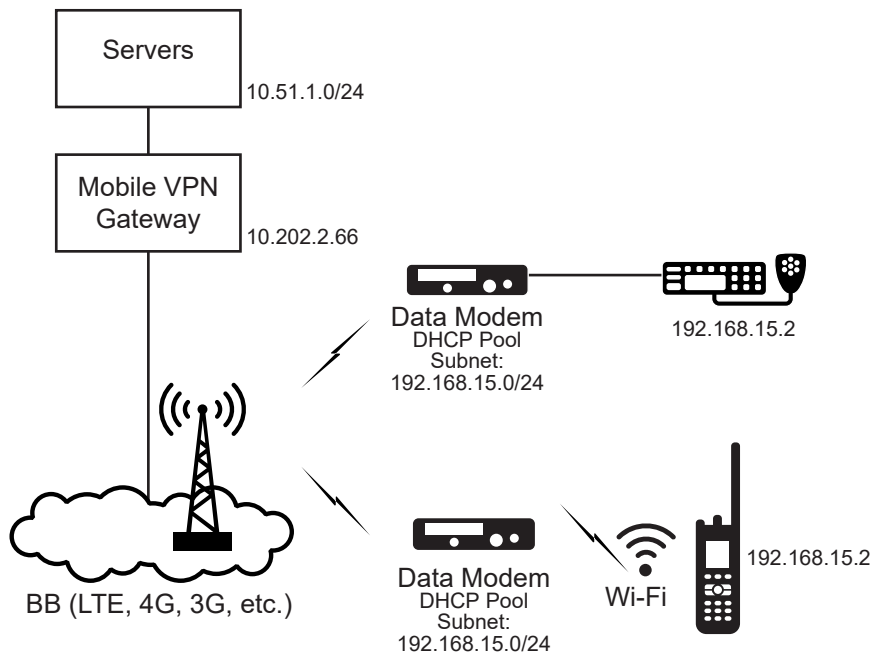 Servers
10.51.1.0/24
Mobile VPN
Gateway
10.202.2.66
Data Modem
DHCP Pool
Subnet:
192.168.15.0/24
192.168.15.2
BB (LTE, 4G, 3G, etc.)
Data Modem
DHCP Pool
Subnet:
192.168.15.0/24
Wi-Fi
192.168.15.2